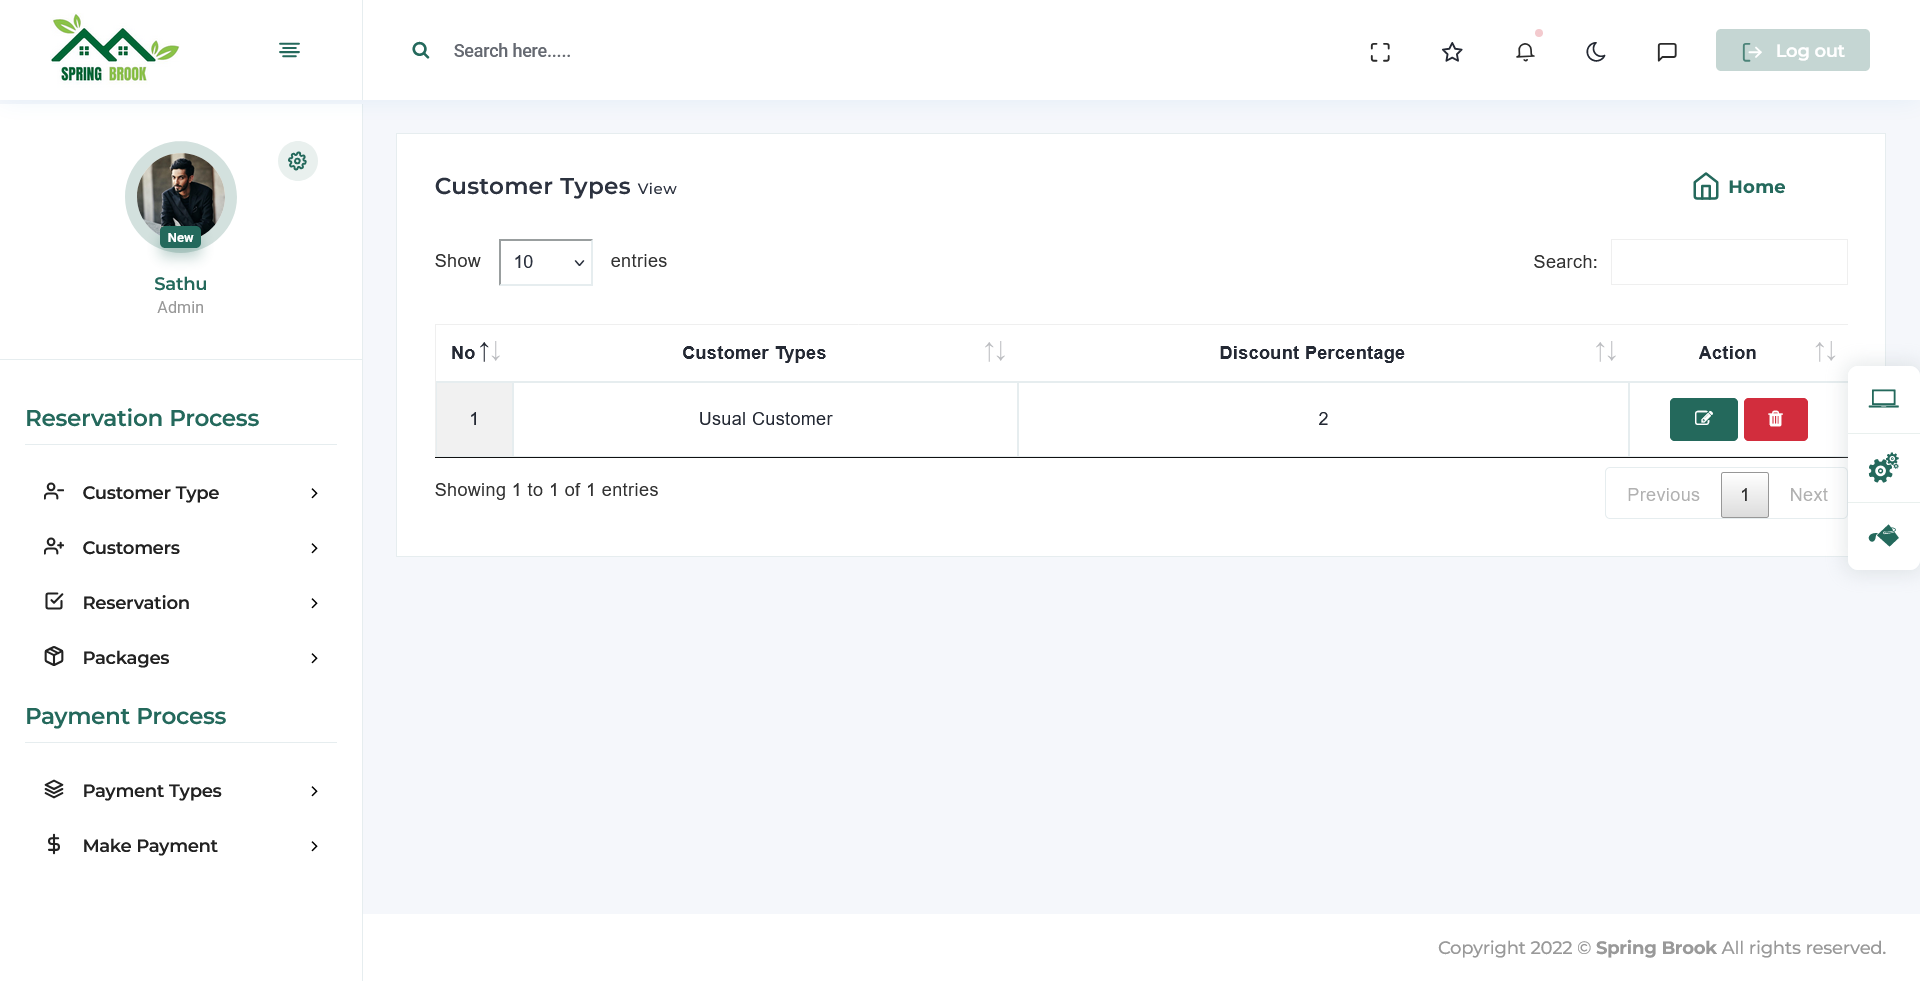 SPRING BROOK
Search here.....
Log out
New
Sathu
Admin
Reservation Process
Customer Type
Customers
Reservation
Packages
Payment Process
Payment Types
Make Payment
Customer Types View
Home
Show 10 entries
Search:
No Customer Types Discount Percentage Action
1 Usual Customer 2
Showing 1 to 1 of 1 entries
Previous 1 Next
Copyright 2022 © Spring Brook All rights reserved.